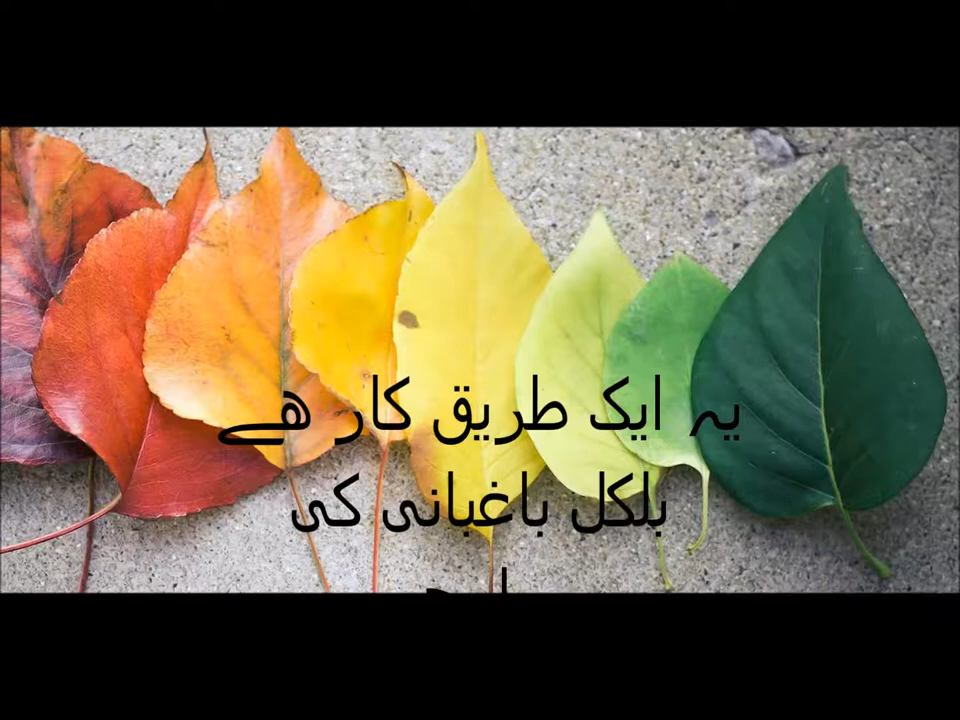 یہ ایک طریق کار ھے
بلکل باغبانی کی